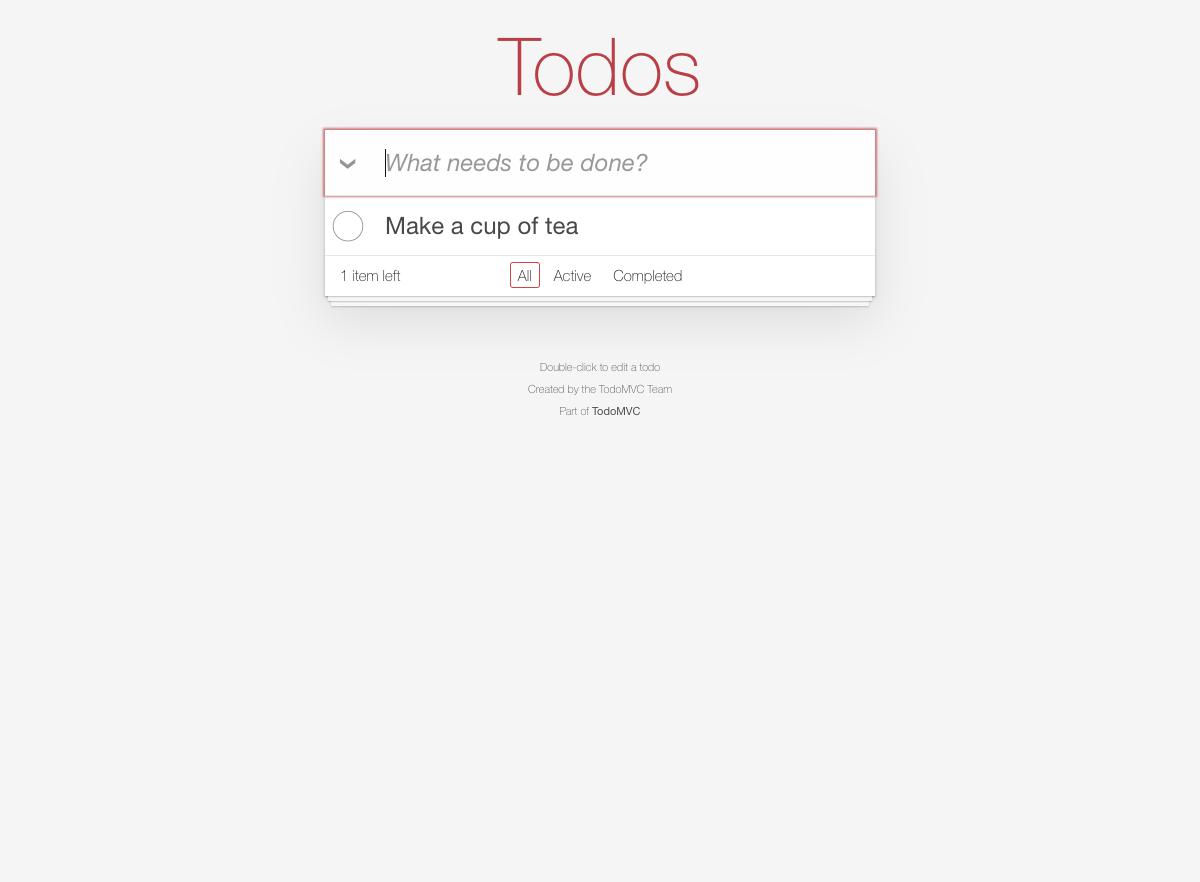 Todos
What needs to be done?
Make a cup of tea
1 item left All Active Completed
Double-click to edit a todo
Created by the TodoMVC Team
Part of TodoMVC